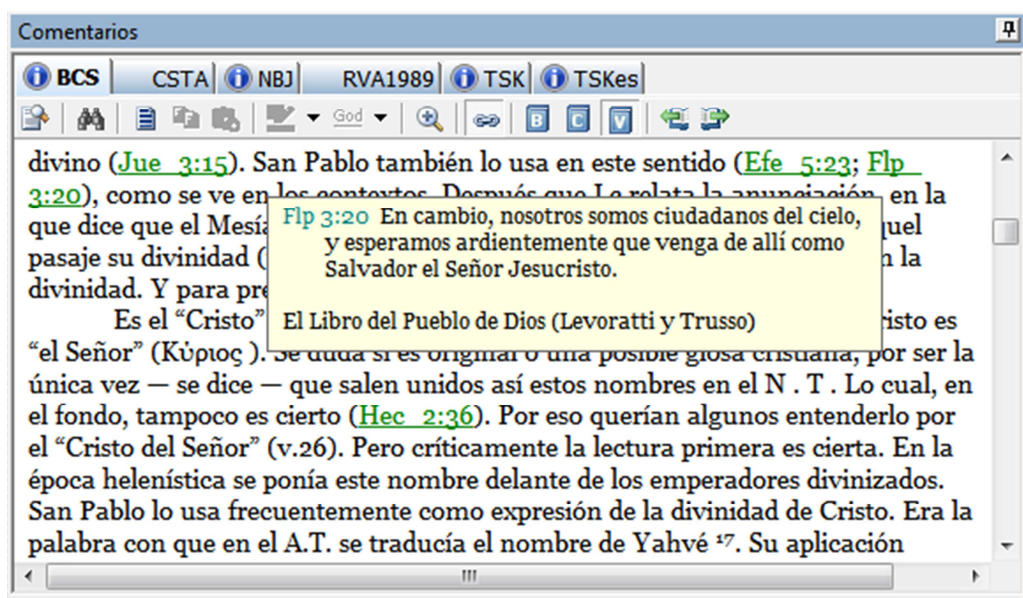 Comentarios
BCS CSTA NBJ RVA1989 TSK TSKes
God B C V
divino (Jue 3:15). San Pablo también lo usa en este sentido (Efe 5:23; Flp
3:20), como se ve en los contextos. Después que Lc relata la anunciación, en la
que dice que el Mesía
pasaje su divinidad (
divinidad. Y para pre
Flp 3:20 En cambio, nosotros somos ciudadanos del cielo,
y esperamos ardientemente que venga de allí como
Salvador el Señor Jesucristo.
El Libro del Pueblo de Dios (Levoratti y Trusso)
Es el “Cristo”
“el Señor” (Κύριος ). Se duda si es original o una posible glosa cristiana, por ser la
única vez — se dice — que salen unidos así estos nombres en el N . T . Lo cual, en
el fondo, tampoco es cierto (Hec 2:36). Por eso querían algunos entenderlo por
el “Cristo del Señor” (v.26). Pero críticamente la lectura primera es cierta. En la
época helenística se ponía este nombre delante de los emperadores divinizados.
San Pablo lo usa frecuentemente como expresión de la divinidad de Cristo. Era la
palabra con que en el A.T. se traducía el nombre de Yahvé ¹⁷. Su aplicación